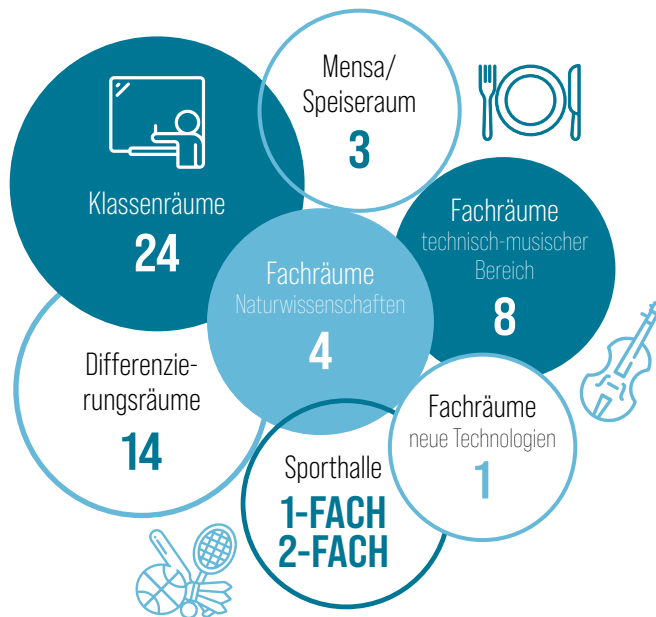 Mensa/
Speiseraum
3
Klassenräume
24
Fachräume
technisch-musischer
Bereich
8
Fachräume
Naturwissenschaften
4
Differenzie-
rungsräume
14
Fachräume
neue Technologien
1
Sporthalle
1-FACH
2-FACH